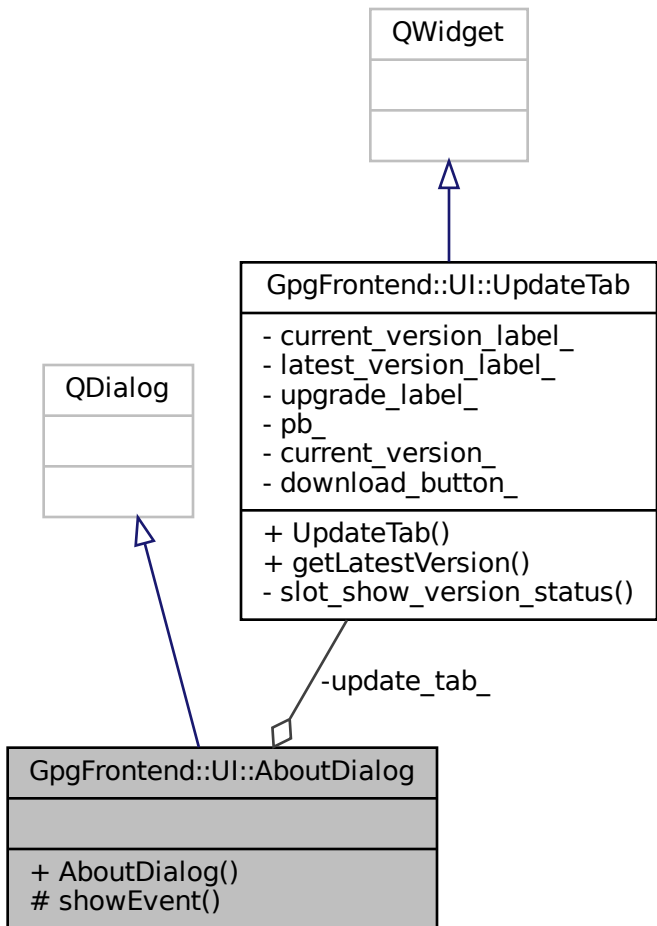 QWidget
GpgFrontend::UI::UpdateTab
- current_version_label_
- latest_version_label_
- upgrade_label_
- pb_
- current_version_
- download_button_
+ UpdateTab()
+ getLatestVersion()
- slot_show_version_status()
QDialog
-update_tab_
GpgFrontend::UI::AboutDialog
+ AboutDialog()
# showEvent()